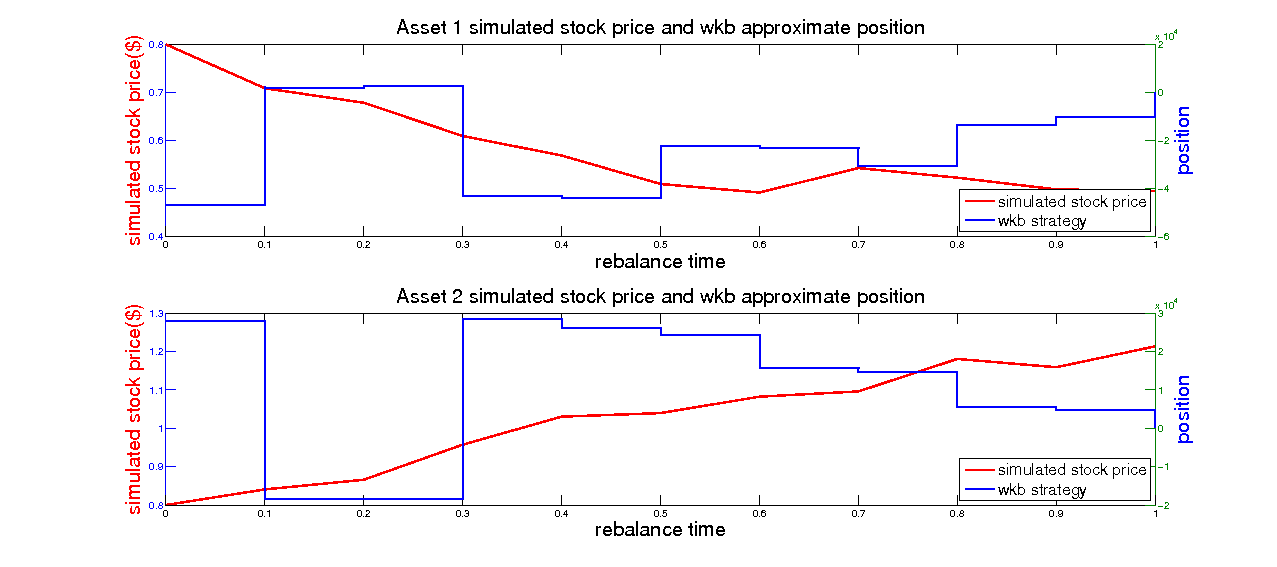 Asset 1 simulated stock price and wkb approximate position
simulated stock price($)
0.8
0.7
0.6
0.5
0.4
x 10^4
2
0
-2
-4
-6
position
simulated stock price
wkb strategy
0 0.1 0.2 0.3 0.4 0.5 0.6 0.7 0.8 0.9 1
rebalance time
Asset 2 simulated stock price and wkb approximate position
simulated stock price($)
1.3
1.2
1.1
1
0.9
0.8
x 10^4
3
2
1
0
-1
-2
position
simulated stock price
wkb strategy
0 0.1 0.2 0.3 0.4 0.5 0.6 0.7 0.8 0.9 1
rebalance time